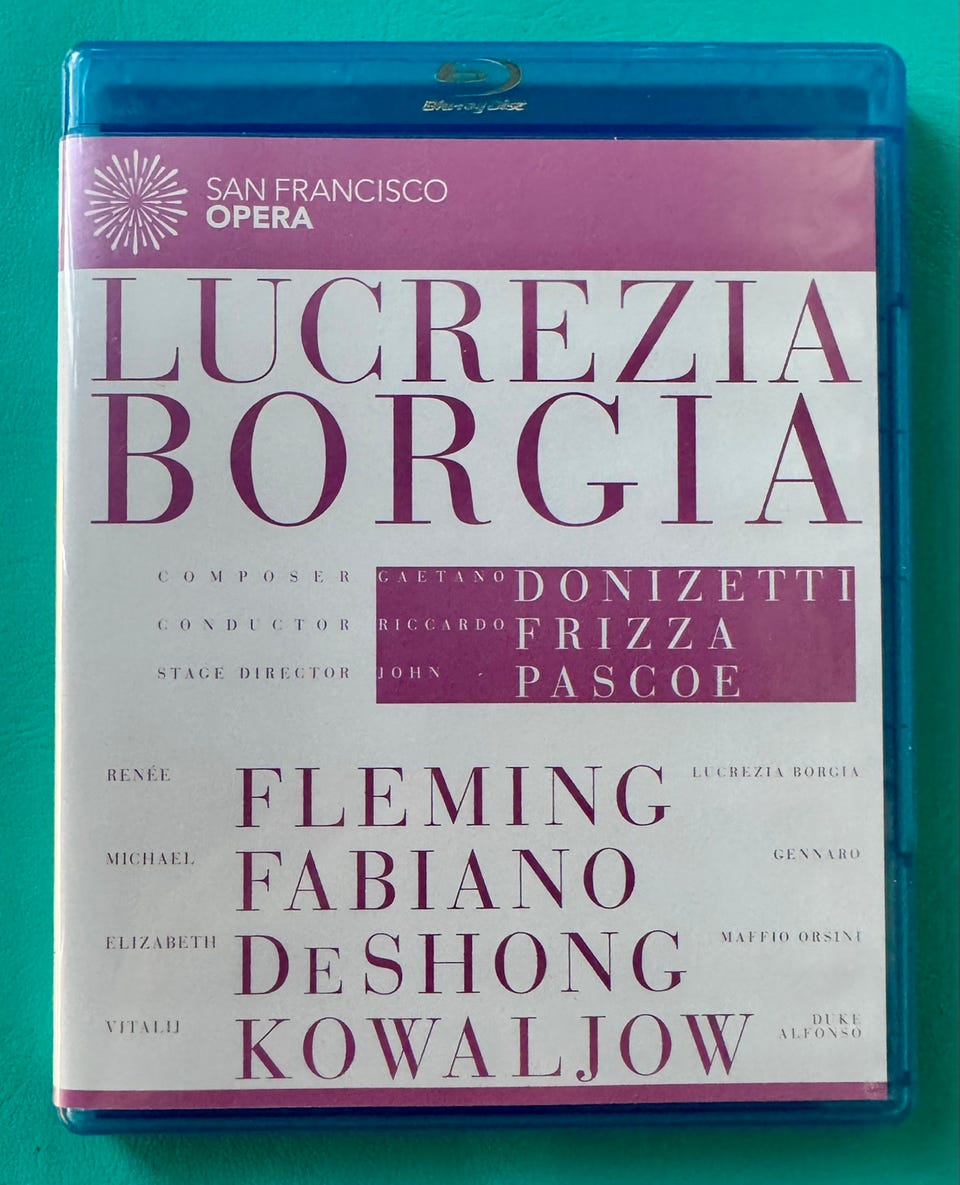 Blu-ray Disc
SAN FRANCISCO
OPERA
LUCREZIA
BORGIA
COMPOSER GAETANO DONIZETTI
CONDUCTOR RICCARDO FRIZZA
STAGE DIRECTOR JOHN PASCOE
RENÉE FLEMING LUCREZIA BORGIA
MICHAEL FABIANO GENNARO
ELIZABETH DeSHONG MAFFIO ORSINI
VITALIJ KOWALJOW DUKE
ALFONSO